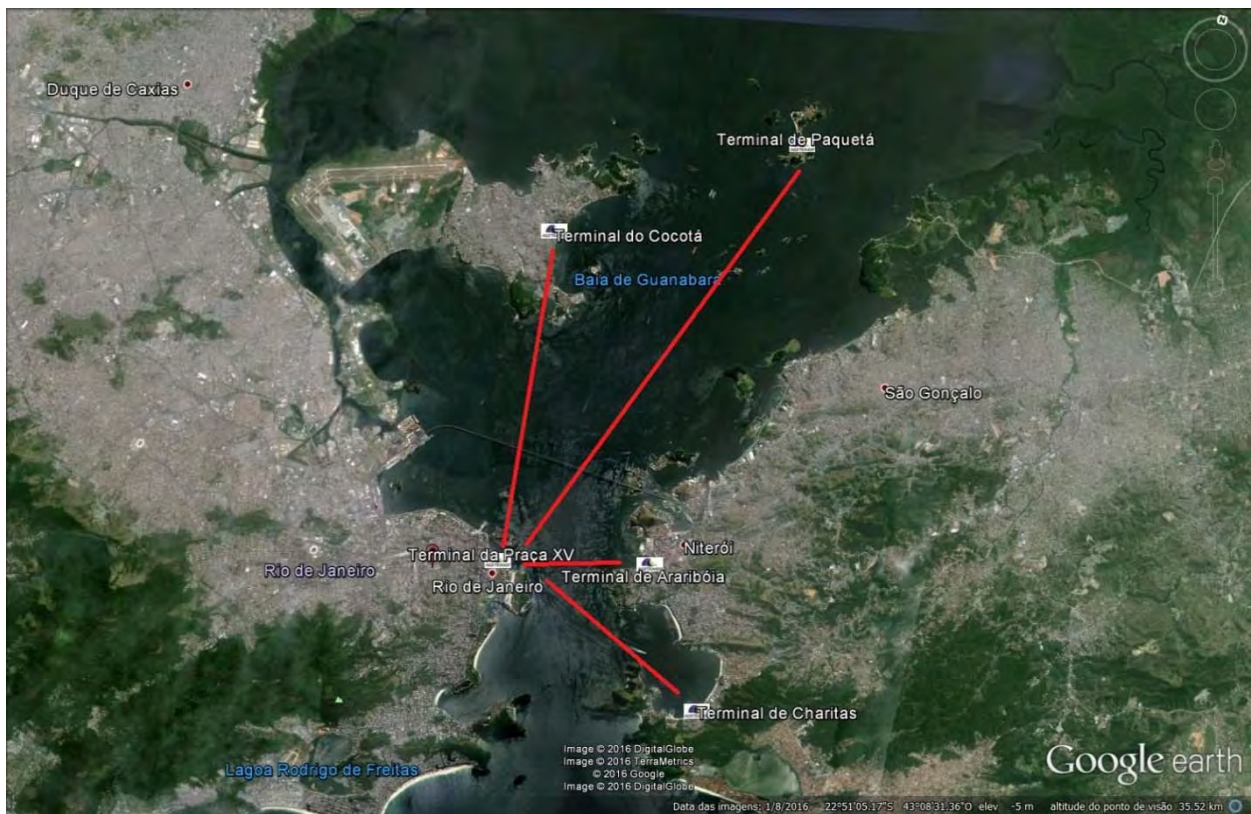 N
Duque de Caxias
Terminal de Paquetá
Terminal do Cocotá
Baia de Guanabara
São Gonçalo
Terminal da Praça XV
Niterói
Rio de Janeiro
Terminal de Araribóia
Rio de Janeiro
Terminal de Charitas
Lagoa Rodrigo de Freitas
Image © 2016 DigitalGlobe
Image © 2016 TerraMetrics
© 2016 Google
Image © 2016 DigitalGlobe
Google earth
Data das imagens: 1/8/2016 22°51'05.17"S 43°08'31.36"O elev -5 m altitude do ponto de visão 35.52 km